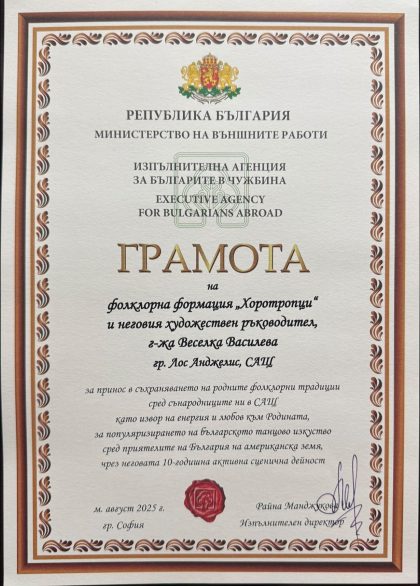 РЕПУБЛИКА БЪЛГАРИЯ
МИНИСТЕРСТВО НА ВЪНШНИТЕ РАБОТИ
ИЗПЪЛНИТЕЛНА АГЕНЦИЯ
ЗА БЪЛГАРИТЕ В ЧУЖБИНА
EXECUTIVE AGENCY
FOR BULGARIANS ABROAD
ГРАМОТА
на
фолклорна формация „Хоротропци“
и неговия художествен ръководител,
г-жа Веселка Василева
гр. Лос Анджелис, САЩ
за принос в съхраняването на родните фолклорни традиции
сред сънародниците ни в САЩ
като извор на енергия и любов към Родината,
за популяризирането на българското танцово изкуство
сред приятелите на България на американска земя,
чрез неговата 10-годишна активна сценична дейност
м. август 2025 г.
гр. София
Райна Манджукова
Изпълнителен директор